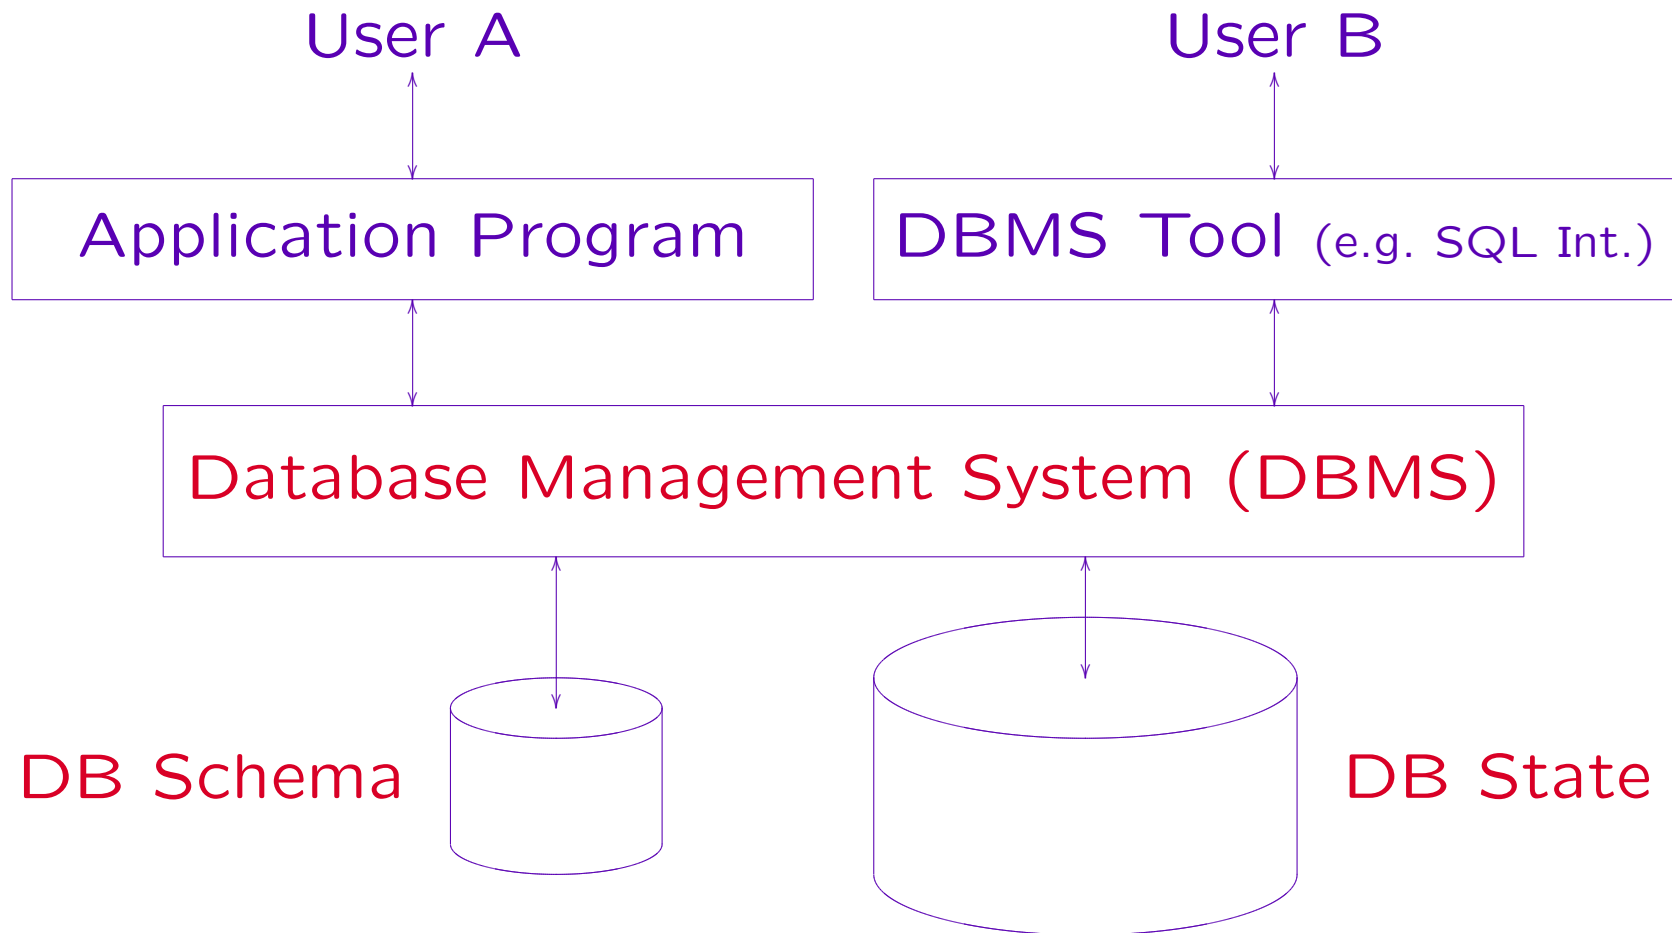 User A
User B
Application Program
DBMS Tool (e.g. SQL Int.)
Database Management System (DBMS)
DB Schema
DB State